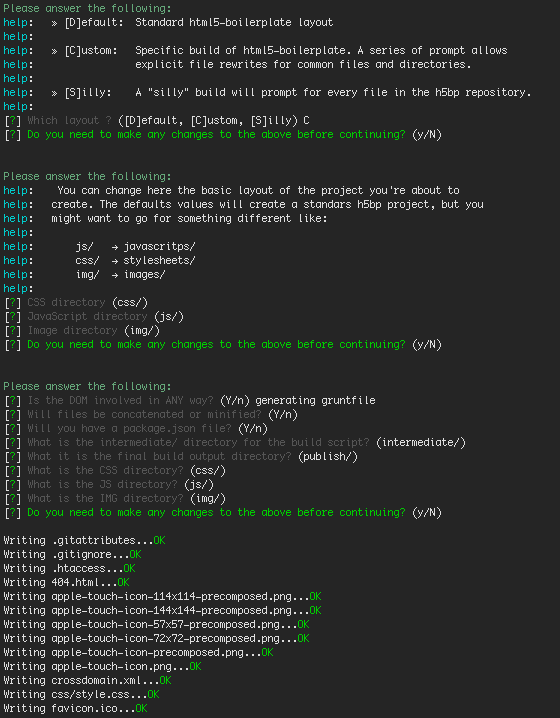 Please answer the following:
help:   » [D]efault:  Standard html5-boilerplate layout
help:
help:   » [C]ustom:   Specific build of html5-boilerplate. A series of prompt allows
help:                 explicit file rewrites for common files and directories.
help:
help:   » [S]illy:    A "silly" build will prompt for every file in the h5bp repository.
help:
[?] Which layout ? ([D]efault, [C]ustom, [S]illy) C
[?] Do you need to make any changes to the above before continuing? (y/N)
Please answer the following:
help:    You can change here the basic layout of the project you're about to
help:   create. The defaults values will create a standars h5bp project, but you
help:   might want to go for something different like:
help:
help:       js/   → javascritps/
help:       css/  → stylesheets/
help:       img/  → images/
help:
[?] CSS directory (css/)
[?] JavaScript directory (js/)
[?] Image directory (img/)
[?] Do you need to make any changes to the above before continuing? (y/N)
Please answer the following:
[?] Is the DOM involved in ANY way? (Y/n) generating gruntfile
[?] Will files be concatenated or minified? (Y/n)
[?] Will you have a package.json file? (Y/n)
[?] What is the intermediate/ directory for the build script? (intermediate/)
[?] What it is the final build output directory? (publish/)
[?] What is the CSS directory? (css/)
[?] What is the JS directory? (js/)
[?] What is the IMG directory? (img/)
[?] Do you need to make any changes to the above before continuing? (y/N)
Writing .gitattributes...OK
Writing .gitignore...OK
Writing .htaccess...OK
Writing 404.html...OK
Writing apple-touch-icon-114x114-precomposed.png...OK
Writing apple-touch-icon-144x144-precomposed.png...OK
Writing apple-touch-icon-57x57-precomposed.png...OK
Writing apple-touch-icon-72x72-precomposed.png...OK
Writing apple-touch-icon-precomposed.png...OK
Writing apple-touch-icon.png...OK
Writing crossdomain.xml...OK
Writing css/style.css...OK
Writing favicon.ico...OK